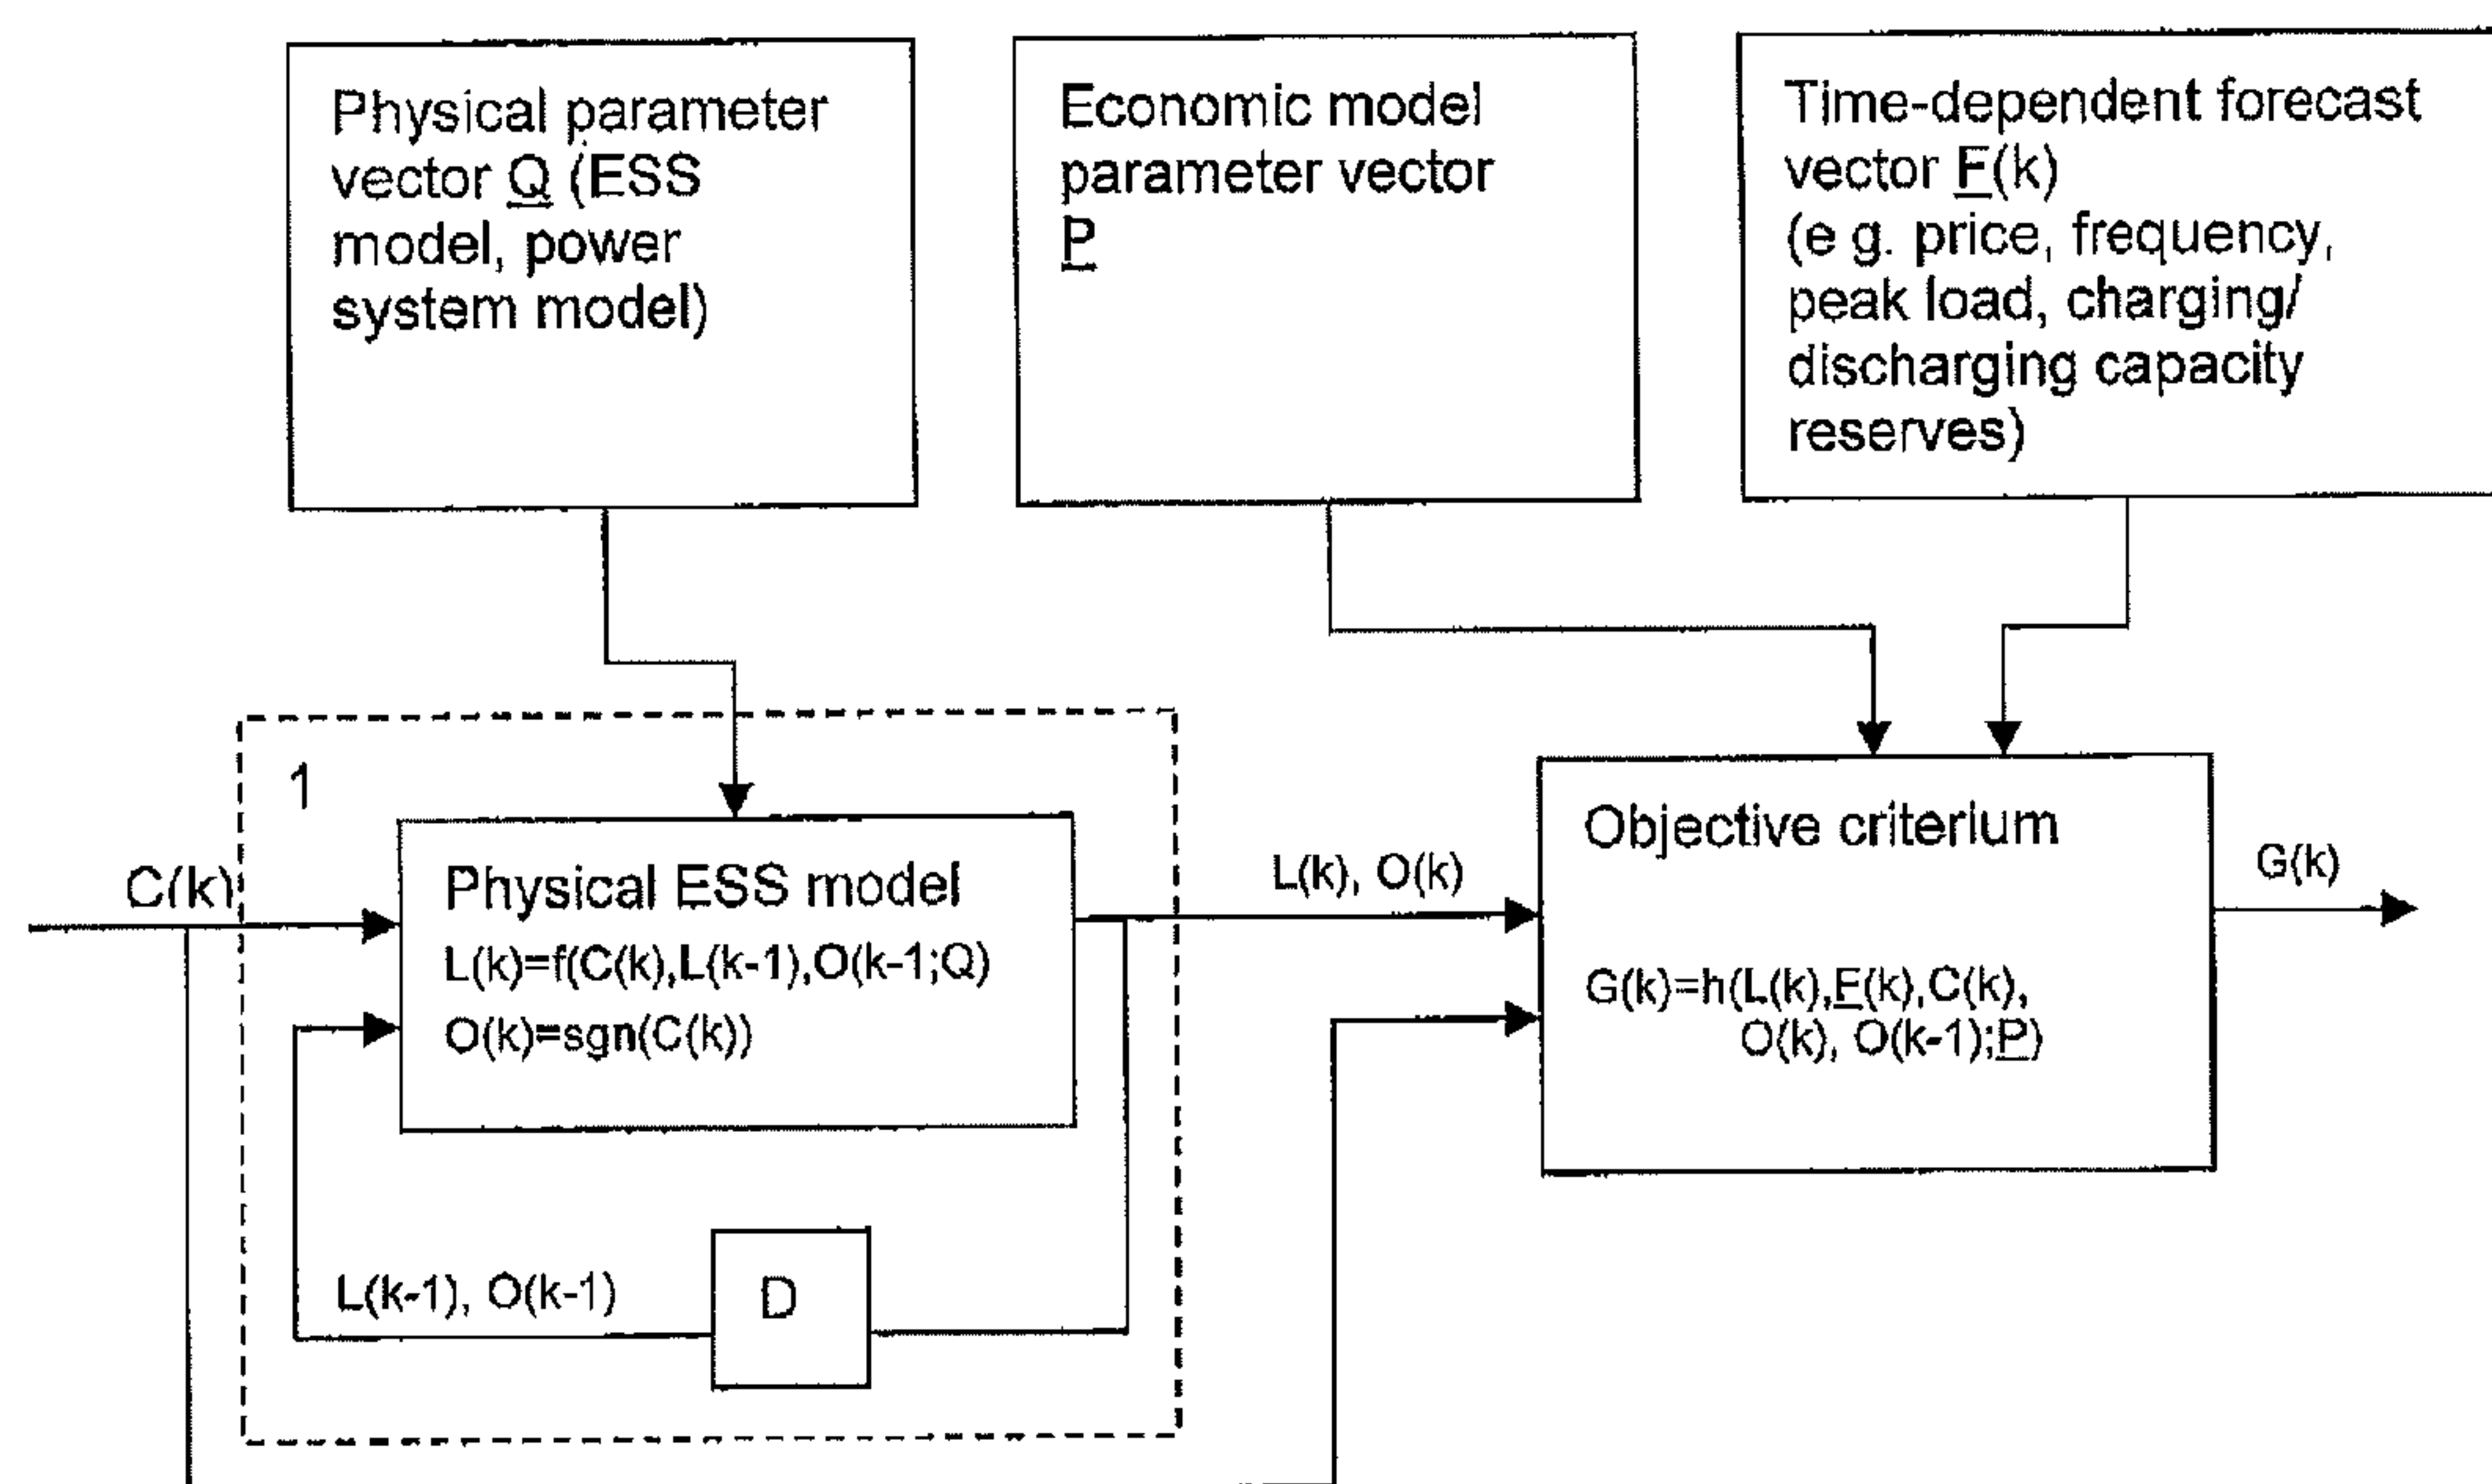 Physical parameter
vector Q (ESS
model, power
system model)
Economic model
parameter vector
P
Time-dependent forecast
vector F(k)
(e g. price, frequency,
peak load, charging/
discharging capacity
reserves)
1
C(k)
Physical ESS model
L(k)=f(C(k),L(k-1),O(k-1;Q)
O(k)=sgn(C(k))
L(k-1), O(k-1)
D
L(k), O(k)
Objective criterium
G(k)=h(L(k),F(k),C(k),
O(k), O(k-1);P)
G(k)